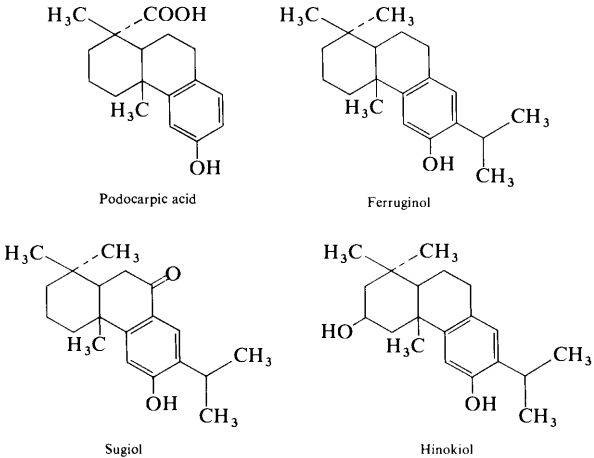 H₃C COOH
H₃C
OH
Podocarpic acid
H₃C CH₃
CH₃
CH₃
OH
CH₃
Ferruginol
H₃C CH₃
O
H₃C
CH₃
OH
CH₃
Sugiol
H₃C CH₃
HO
H₃C
CH₃
OH
CH₃
Hinokiol